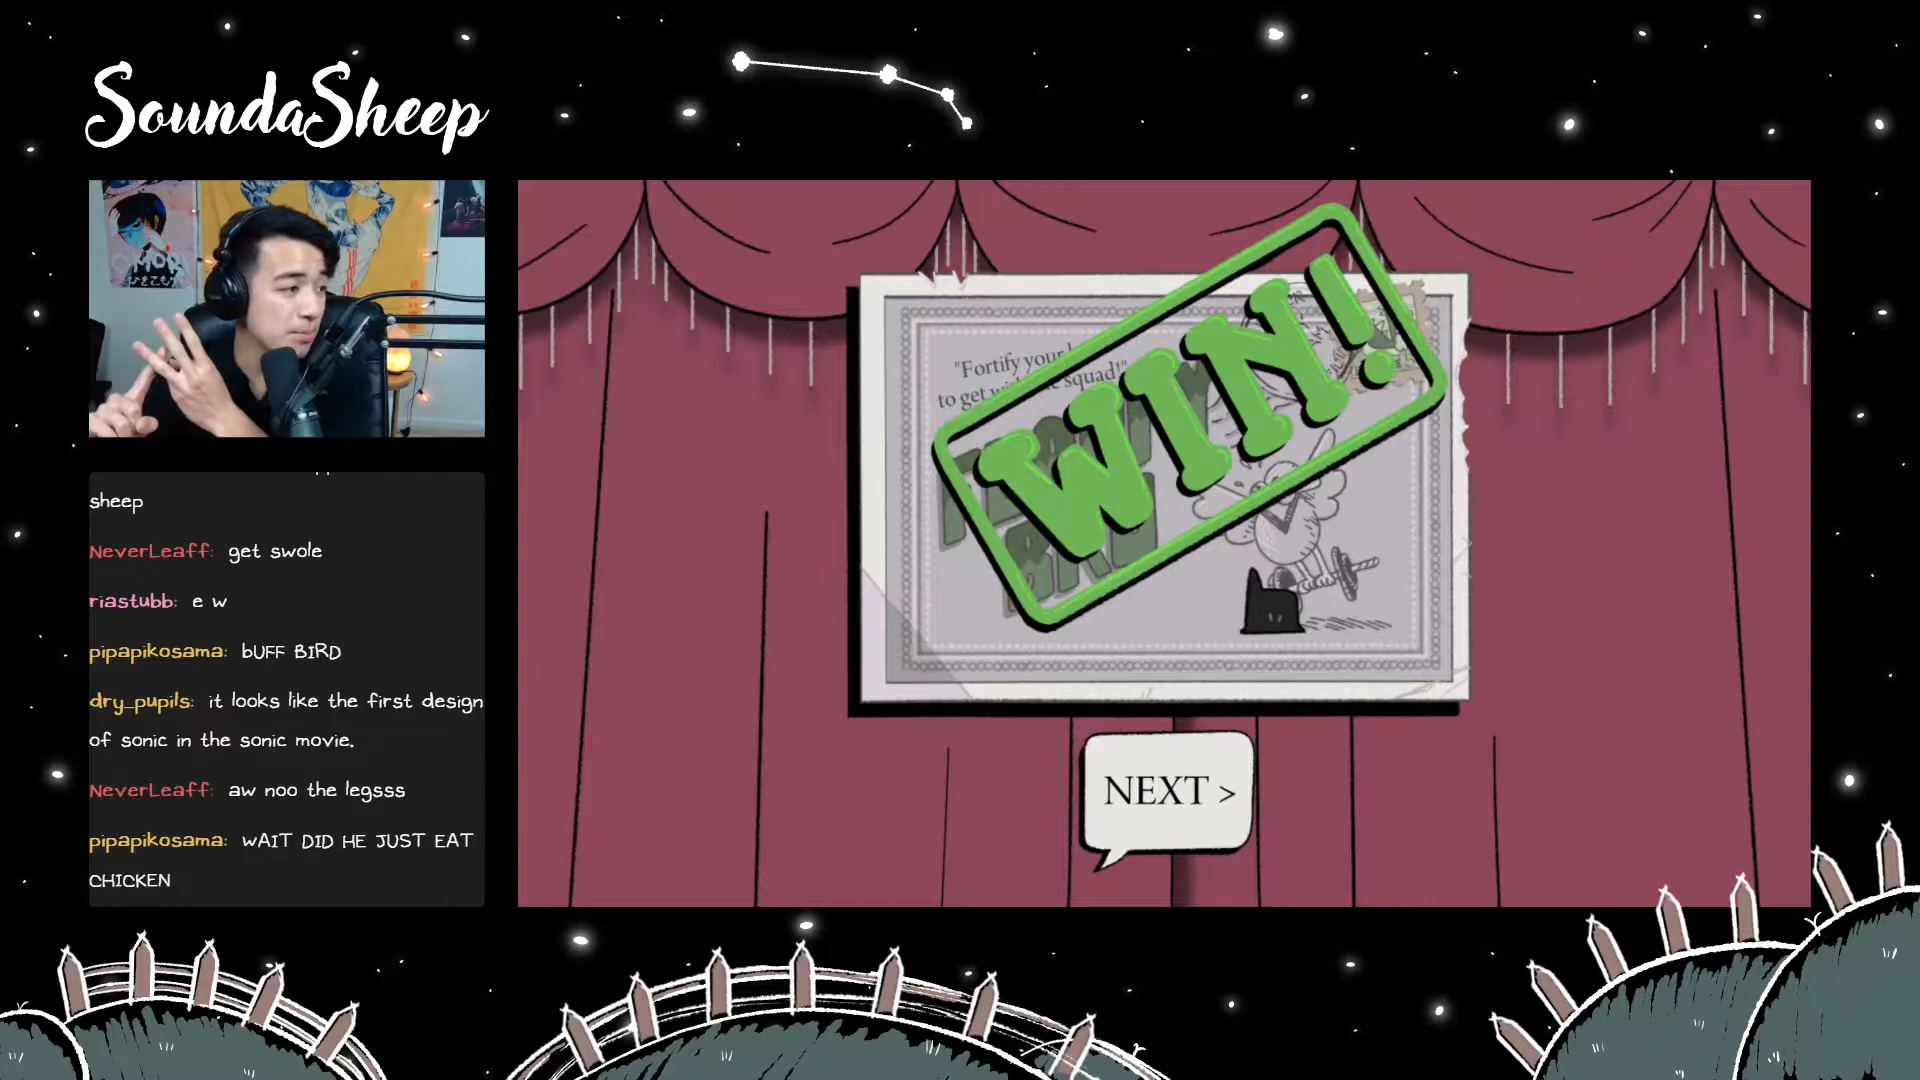 SoundaSheep
sheep
NeverLeaff: get swole
riastubb: e w
pipapikosama: bUFF BIRD
dry_pupils: it looks like the first design
of sonic in the sonic movie.
NeverLeaff: aw noo the legsss
pipapikosama: wAIT DID HE JUST EAT
CHICKEN
"Fortify your
to get squad!"
WIN!
BRU
NEXT >